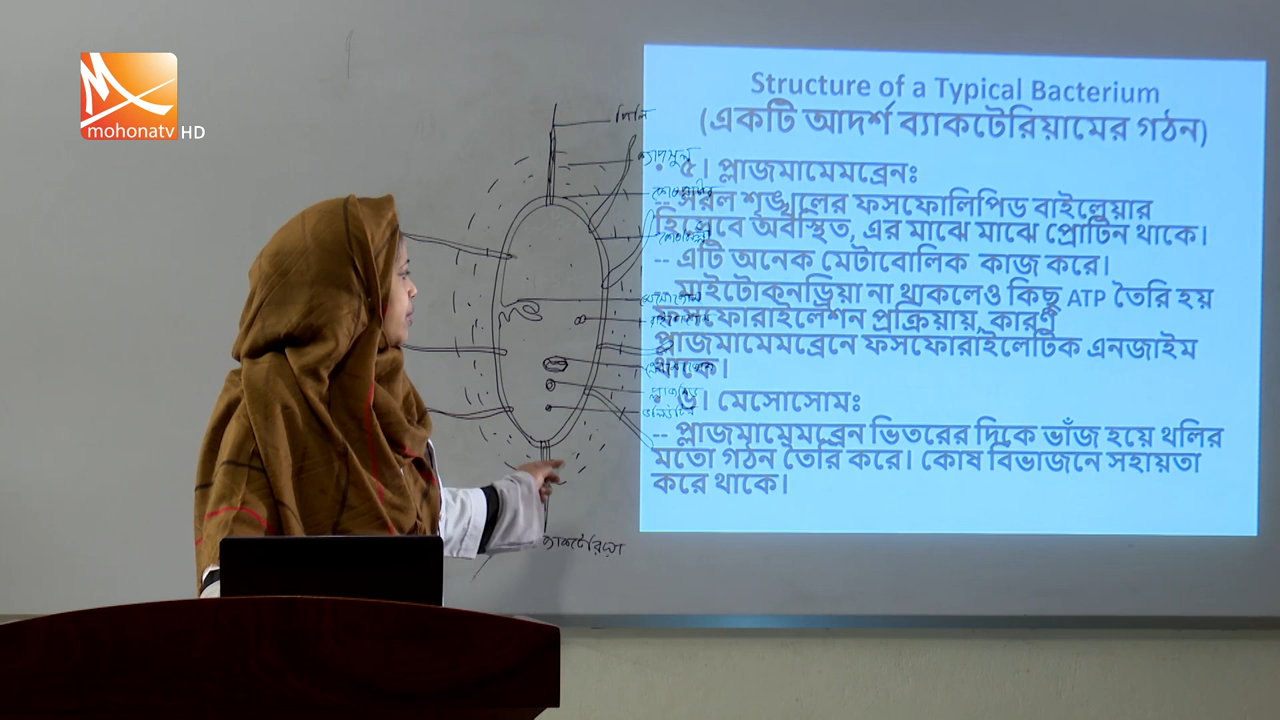 mohonatv HD
Structure of a Typical Bacterium
(একটি আদর্শ ব্যাকটেরিয়ামের গঠন)
৫। প্লাজমামেমব্রেনঃ
-- সরল শৃঙ্খলের ফসফোলিপিড বাইলেয়ার
হিসেবে অবস্থিত, এর মাঝে মাঝে প্রোটিন থাকে।
-- এটি অনেক মেটাবোলিক কাজ করে।
মাইটোকনড্রিয়া না থাকলেও কিছু ATP তৈরি হয়
ফসফোরাইলেশন প্রক্রিয়ায়, কারণ
প্লাজমামেমব্রেনে ফসফোরাইলেটিক এনজাইম
থাকে।
৬। মেসোসোমঃ
-- প্লাজমামেমব্রেন ভিতরের দিকে ভাঁজ হয়ে থলির
মতো গঠন তৈরি করে। কোষ বিভাজনে সহায়তা
করে থাকে।
পিলি